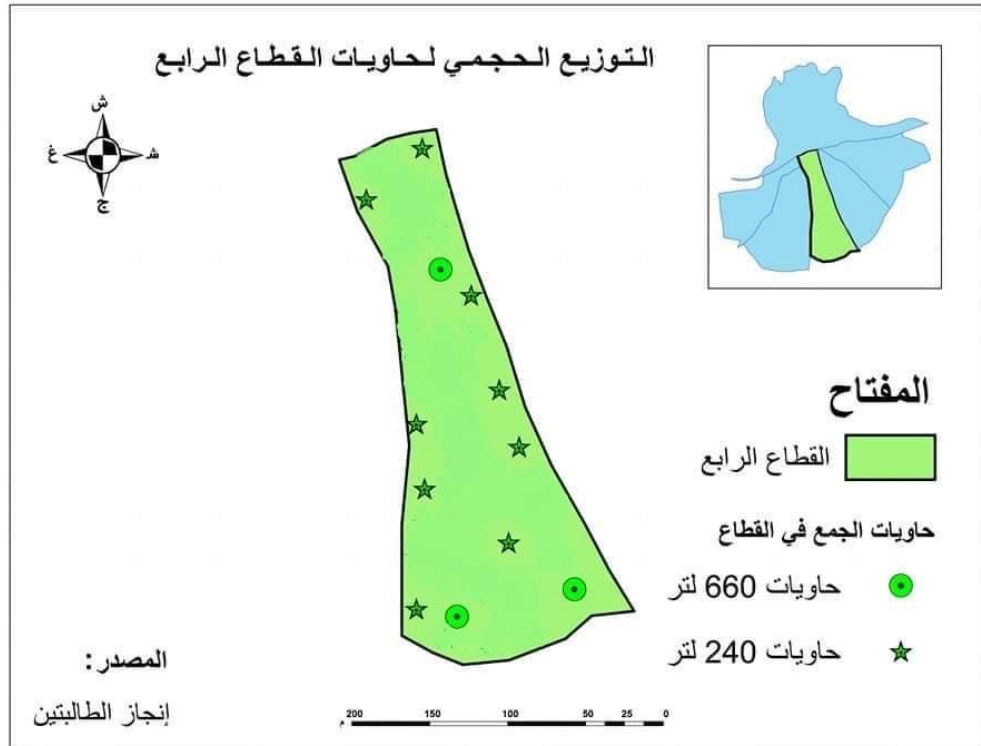 التوزيع الحجمي لحاويات القطاع الرابع
ش
غ
ش
ج
المفتاح
القطاع الرابع
حاويات الجمع في القطاع
حاويات 660 لتر
حاويات 240 لتر
المصدر:
إنجاز الطالبتين
200 150 100 50 25 0
م